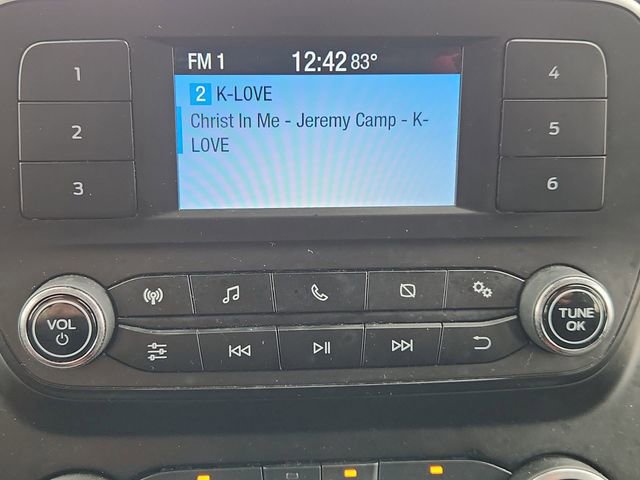 FM 1 12:42 83°
2 K-LOVE
Christ In Me - Jeremy Camp - K-
LOVE
1
2
3
4
5
6
VOL
TUNE
OK